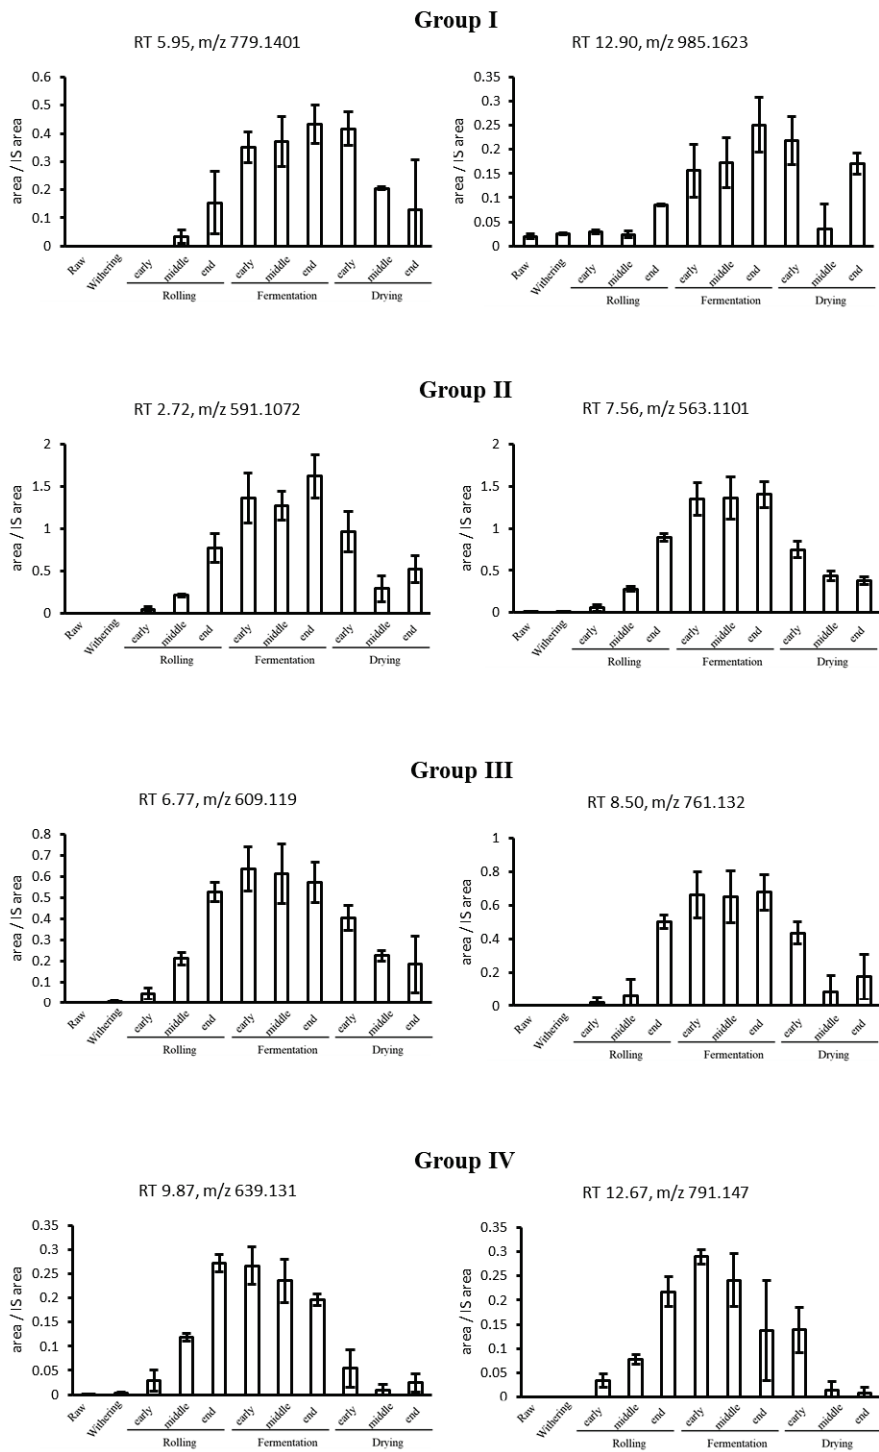 Group I
RT 5.95, m/z 779.1401
area / IS area
0.6
0.5
0.4
0.3
0.2
0.1
0
Raw
Withering
early
middle
end
early
middle
end
early
middle
end
Rolling
Fermentation
Drying
RT 12.90, m/z 985.1623
area / IS area
0.35
0.3
0.25
0.2
0.15
0.1
0.05
0
Raw
Withering
early
middle
end
early
middle
end
early
middle
end
Rolling
Fermentation
Drying
Group II
RT 2.72, m/z 591.1072
area / IS area
2
1.5
1
0.5
0
Raw
Withering
early
middle
end
early
middle
end
early
middle
end
Rolling
Fermentation
Drying
RT 7.56, m/z 563.1101
area / IS area
2
1.5
1
0.5
0
Raw
Withering
early
middle
end
early
middle
end
early
middle
end
Rolling
Fermentation
Drying
Group III
RT 6.77, m/z 609.119
area / IS area
0.8
0.7
0.6
0.5
0.4
0.3
0.2
0.1
0
Raw
Withering
early
middle
end
early
middle
end
early
middle
end
Rolling
Fermentation
Drying
RT 8.50, m/z 761.132
area / IS area
1
0.8
0.6
0.4
0.2
0
Raw
Withering
early
middle
end
early
middle
end
early
middle
end
Rolling
Fermentation
Drying
Group IV
RT 9.87, m/z 639.131
area / IS area
0.35
0.3
0.25
0.2
0.15
0.1
0.05
0
Raw
Withering
early
middle
end
early
middle
end
early
middle
end
Rolling
Fermentation
Drying
RT 12.67, m/z 791.147
area / IS area
0.35
0.3
0.25
0.2
0.15
0.1
0.05
0
Raw
Withering
early
middle
end
early
middle
end
early
middle
end
Rolling
Fermentation
Drying